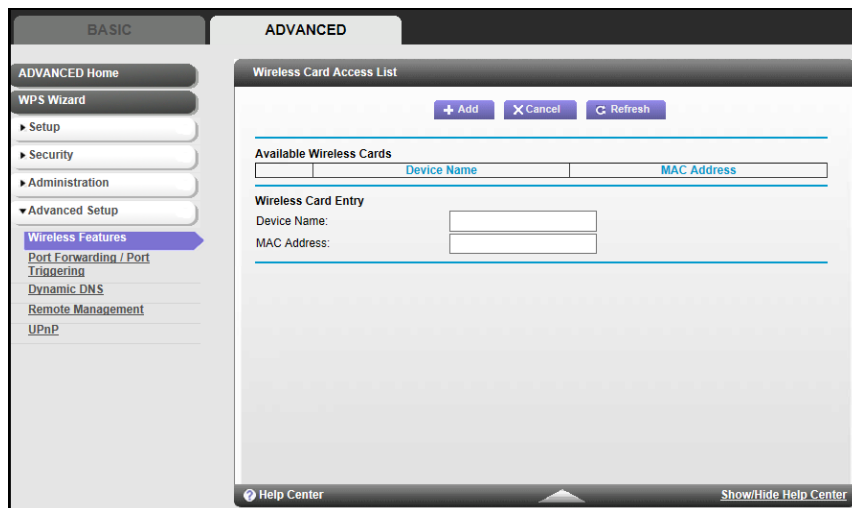 BASIC
ADVANCED
ADVANCED Home
WPS Wizard
Setup
Security
Administration
Advanced Setup
Wireless Features
Port Forwarding / Port
Triggering
Dynamic DNS
Remote Management
UPnP
Wireless Card Access List
Add
Cancel
Refresh
Available Wireless Cards
Device Name
MAC Address
Wireless Card Entry
Device Name:
MAC Address:
Help Center
Show/Hide Help Center